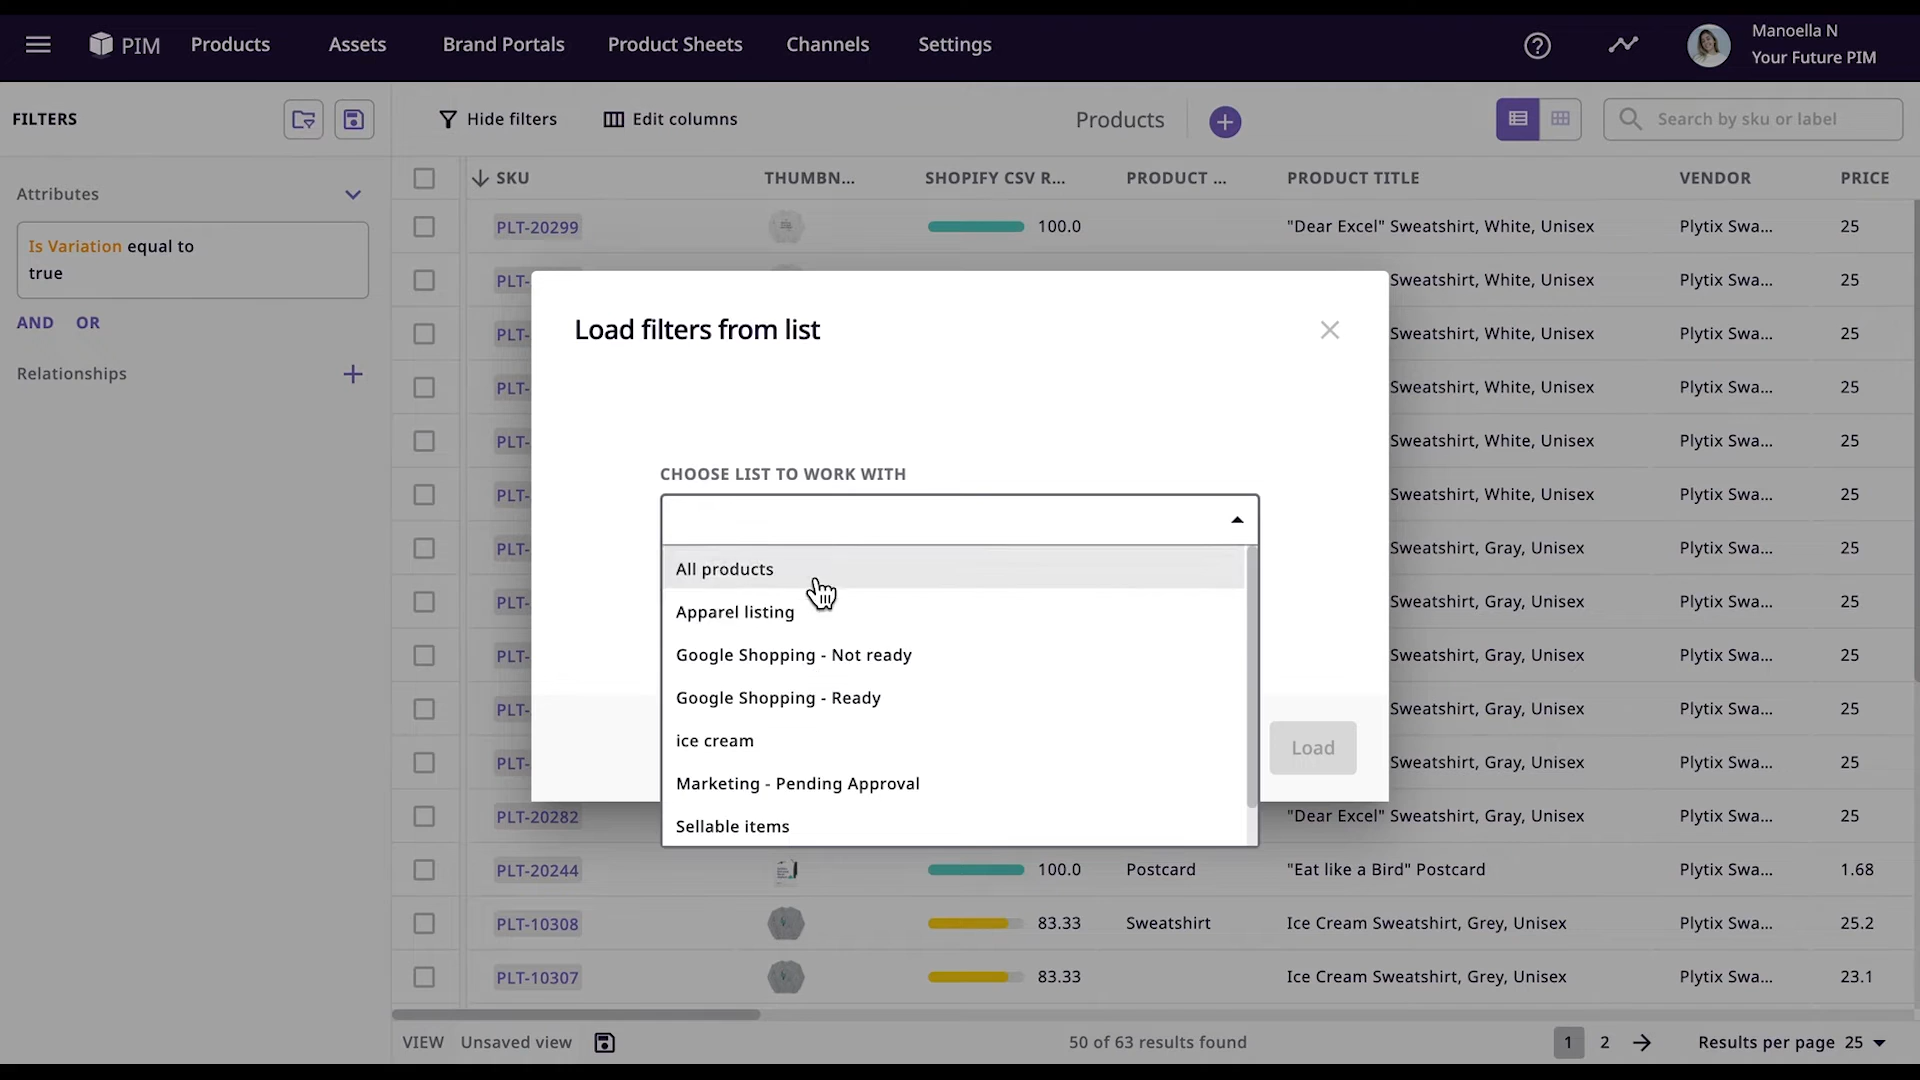 PIM
Products
Assets
Brand Portals
Product Sheets
Channels
Settings
Manoella N
Your Future PIM
FILTERS
Hide filters
Edit columns
Products
Search by sku or label
Attributes
Is Variation equal to
true
AND OR
Relationships
SKU THUMBN... SHOPIFY CSV R... PRODUCT ... PRODUCT TITLE VENDOR PRICE
PLT-20299 100.0 "Dear Excel" Sweatshirt, White, Unisex Plytix Swa... 25
PLT- Sweatshirt, White, Unisex Plytix Swa... 25
PLT- Sweatshirt, White, Unisex Plytix Swa... 25
PLT- Sweatshirt, White, Unisex Plytix Swa... 25
PLT- Sweatshirt, White, Unisex Plytix Swa... 25
PLT- Sweatshirt, White, Unisex Plytix Swa... 25
PLT- Sweatshirt, Gray, Unisex Plytix Swa... 25
PLT- Sweatshirt, Gray, Unisex Plytix Swa... 25
PLT- Sweatshirt, Gray, Unisex Plytix Swa... 25
PLT- Sweatshirt, Gray, Unisex Plytix Swa... 25
PLT- Sweatshirt, Gray, Unisex Plytix Swa... 25
PLT-20282 "Dear Excel" Sweatshirt, Gray, Unisex Plytix Swa... 25
PLT-20244 100.0 Postcard "Eat like a Bird" Postcard Plytix Swa... 1.68
PLT-10308 83.33 Sweatshirt Ice Cream Sweatshirt, Grey, Unisex Plytix Swa... 25.2
PLT-10307 83.33 Ice Cream Sweatshirt, Grey, Unisex Plytix Swa... 23.1
Load filters from list
CHOOSE LIST TO WORK WITH
All products
Apparel listing
Google Shopping - Not ready
Google Shopping - Ready
ice cream
Marketing - Pending Approval
Sellable items
Load
VIEW Unsaved view
50 of 63 results found
1 2
Results per page 25